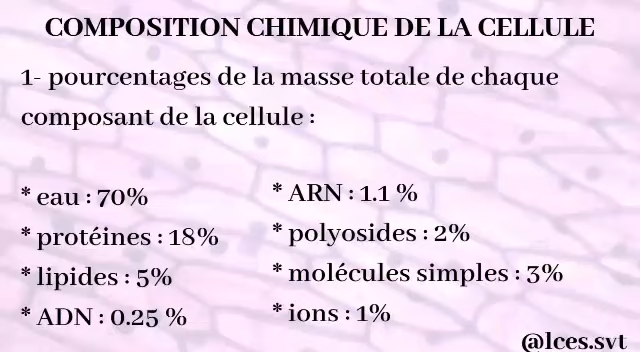 COMPOSITION CHIMIQUE DE LA CELLULE
1- pourcentages de la masse totale de chaque
composant de la cellule :
* eau : 70%
* protéines : 18%
* lipides : 5%
* ADN : 0.25 %
* ARN : 1.1 %
* polyosides : 2%
* molécules simples : 3%
* ions : 1%
@lces.svt